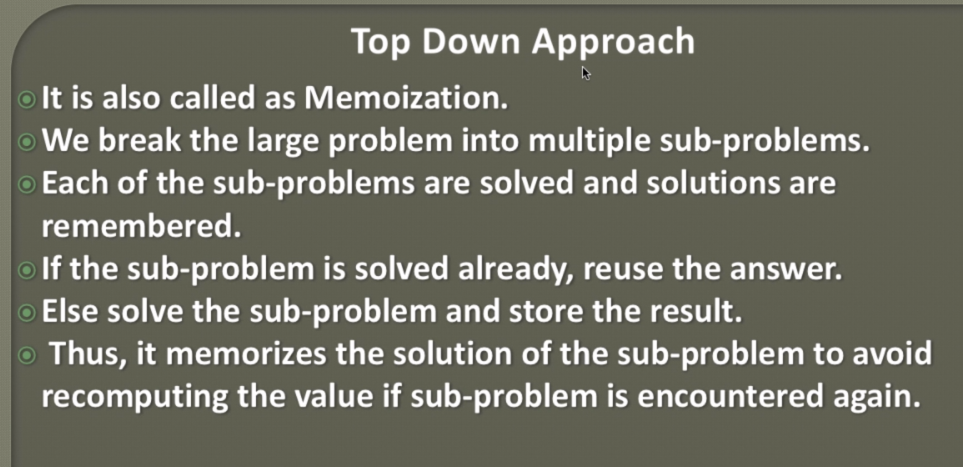 Top Down Approach
It is also called as Memoization.
We break the large problem into multiple sub-problems.
Each of the sub-problems are solved and solutions are
remembered.
If the sub-problem is solved already, reuse the answer.
Else solve the sub-problem and store the result.
Thus, it memorizes the solution of the sub-problem to avoid
recomputing the value if sub-problem is encountered again.